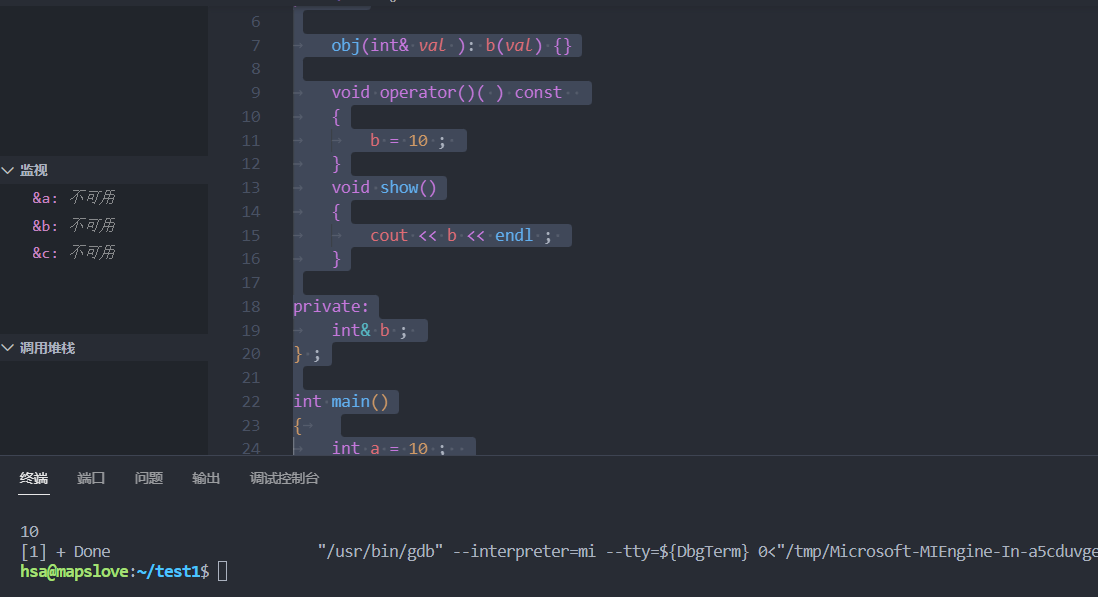 监视
&a: 不可用
&b: 不可用
&c: 不可用
调用堆栈
6
7 obj(int& val ): b(val) {}
8
9 void operator()( ) const
10 {
11 b = 10 ;
12 }
13 void show()
14 {
15 cout << b << endl ;
16 }
17
18 private:
19 int& b ;
20 } ;
21
22 int main()
23 {
24 int a = 10 ;
终端 端口 问题 输出 调试控制台
10
[1] + Done "/usr/bin/gdb" --interpreter=mi --tty=${DbgTerm} 0<"/tmp/Microsoft-MIEngine-In-a5cduvge
hsa@mapslove:~/test1$